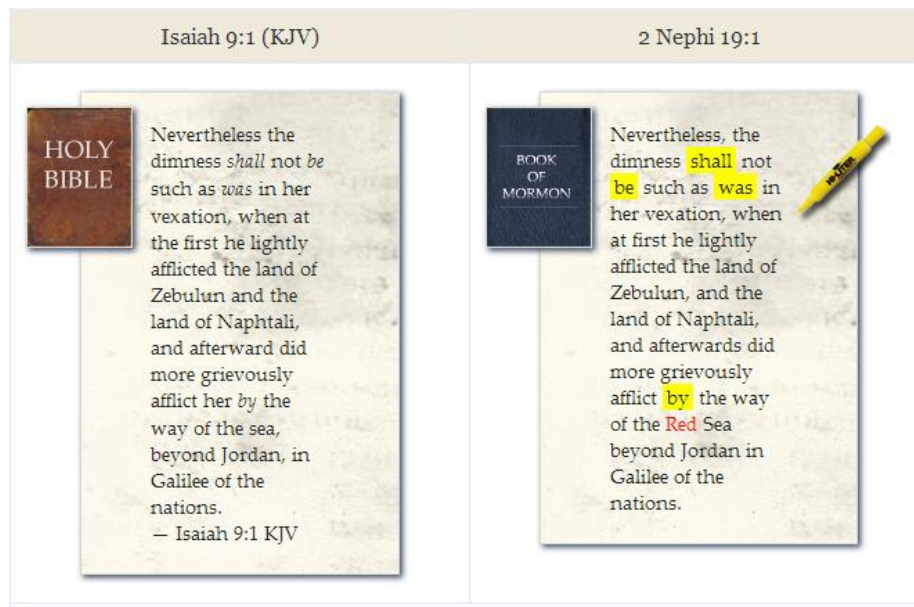 Isaiah 9:1 (KJV)
2 Nephi 19:1
HOLY
BIBLE
Nevertheless the
dimness shall not be
such as was in her
vexation, when at
the first he lightly
afflicted the land of
Zebulun and the
land of Naphtali,
and afterward did
more grievously
afflict her by the
way of the sea,
beyond Jordan, in
Galilee of the
nations.
— Isaiah 9:1 KJV
BOOK
OF
MORMON
Nevertheless, the
dimness shall not
be such as was in
her vexation, when
at first he lightly
afflicted the land of
Zebulun, and the
land of Naphtali,
and afterwards did
more grievously
afflict by the way
of the Red Sea
beyond Jordan in
Galilee of the
nations.